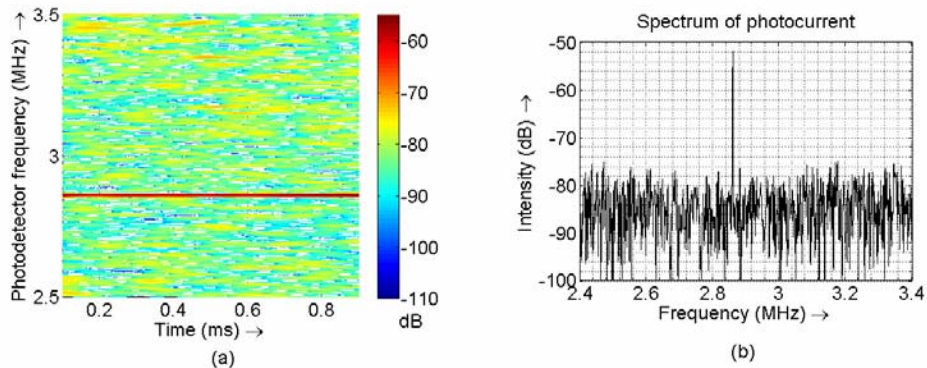 Photodetector frequency (MHz) →
3.5
3
2.5
0.2 0.4 0.6 0.8
Time (ms) →
(a)
-60
-70
-80
-90
-100
-110
dB
Spectrum of photocurrent
Intensity (dB) →
-50
-60
-70
-80
-90
-100
2.4 2.6 2.8 3 3.2 3.4
Frequency (MHz) →
(b)